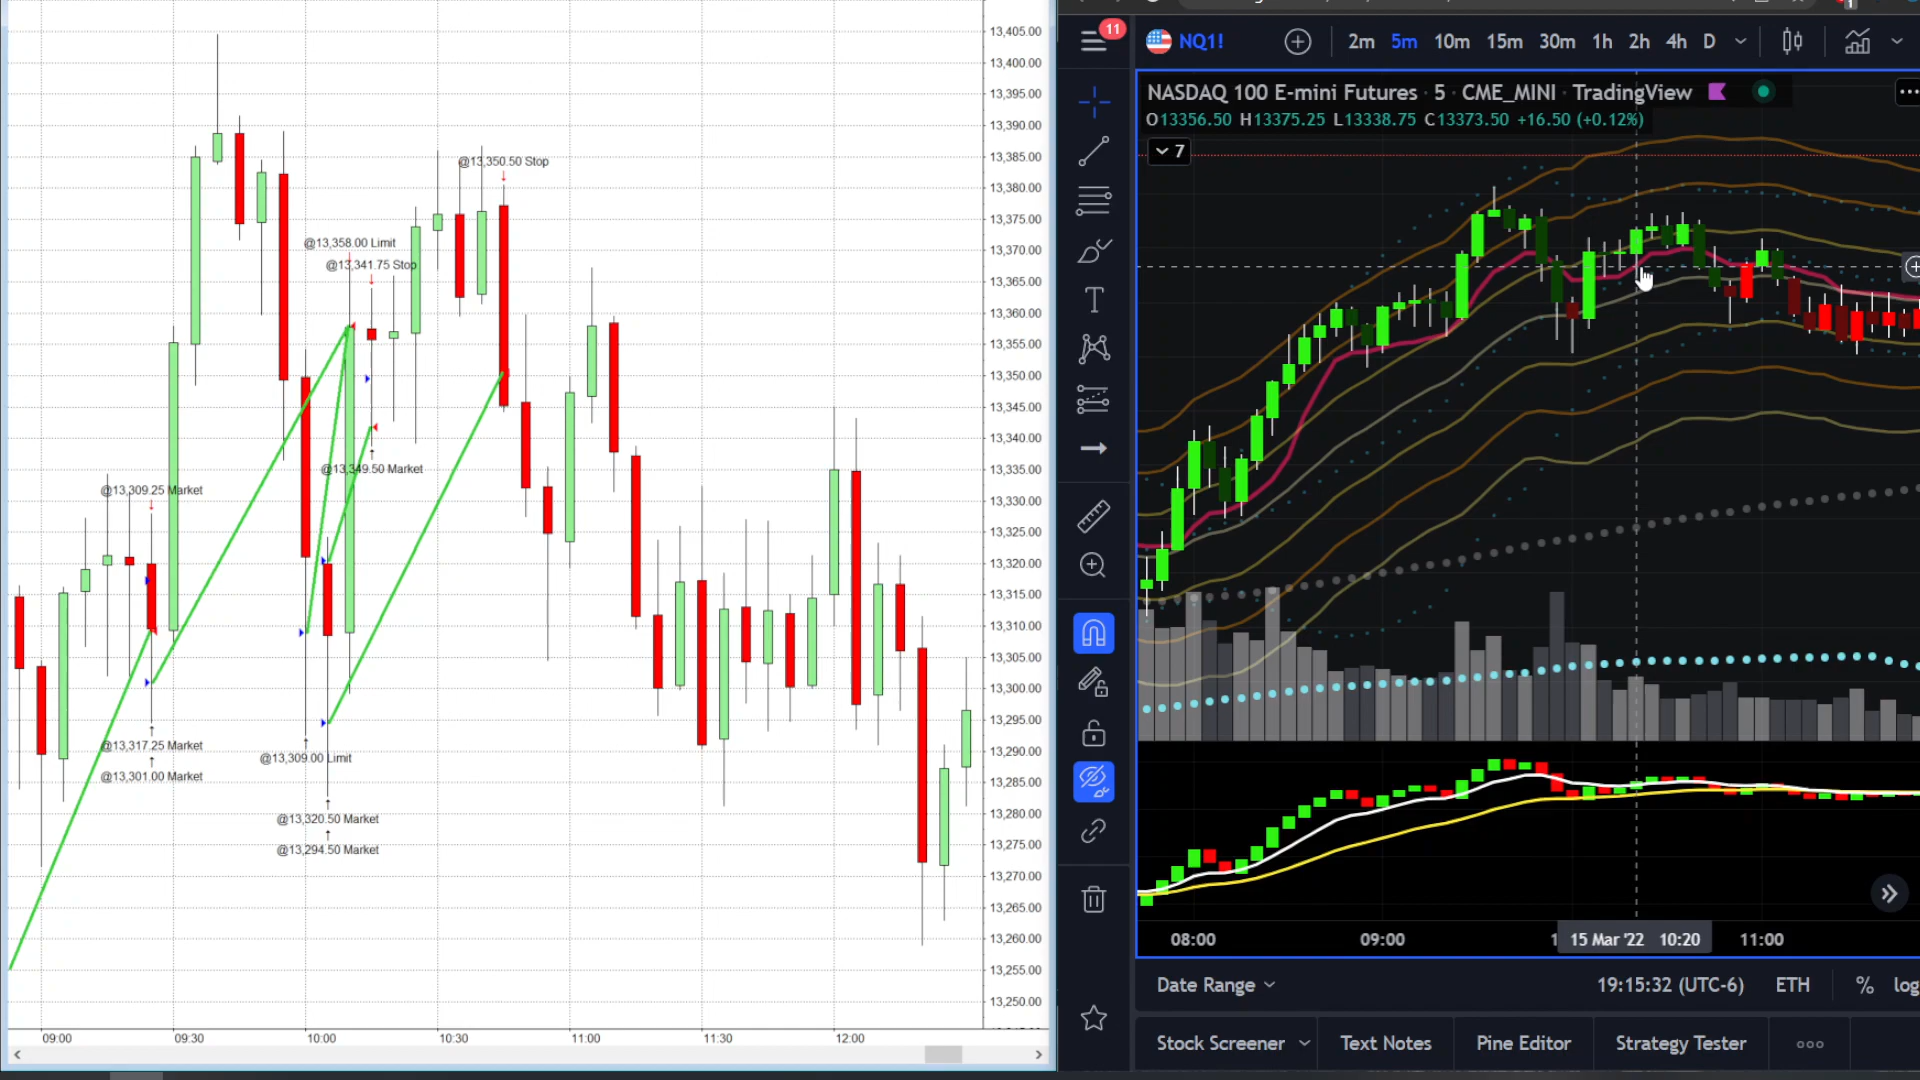 13,405.00
13,400.00
13,395.00
13,390.00
13,385.00
13,380.00
13,375.00
13,370.00
13,365.00
13,360.00
13,355.00
13,350.00
13,345.00
13,340.00
13,335.00
13,330.00
13,325.00
13,320.00
13,315.00
13,310.00
13,305.00
13,300.00
13,295.00
13,290.00
13,285.00
13,280.00
13,275.00
13,270.00
13,265.00
13,260.00
13,255.00
13,250.00
@13,350.50 Stop
@13,358.00 Limit
@13,341.75 Stop
@13,349.50 Market
@13,309.25 Market
@13,317.25 Market
@13,301.00 Market
@13,309.00 Limit
@13,320.50 Market
@13,294.50 Market
09:00 09:30 10:00 10:30 11:00 11:30 12:00
1
11
NQ1! 2m 5m 10m 15m 30m 1h 2h 4h D
NASDAQ 100 E-mini Futures · 5 · CME_MINI · TradingView
O13356.50 H13375.25 L13338.75 C13373.50 +16.50 (+0.12%)
7
08:00 09:00 1 15 Mar '22 10:20 11:00
Date Range 19:15:32 (UTC-6) ETH % log
Stock Screener Text Notes Pine Editor Strategy Tester